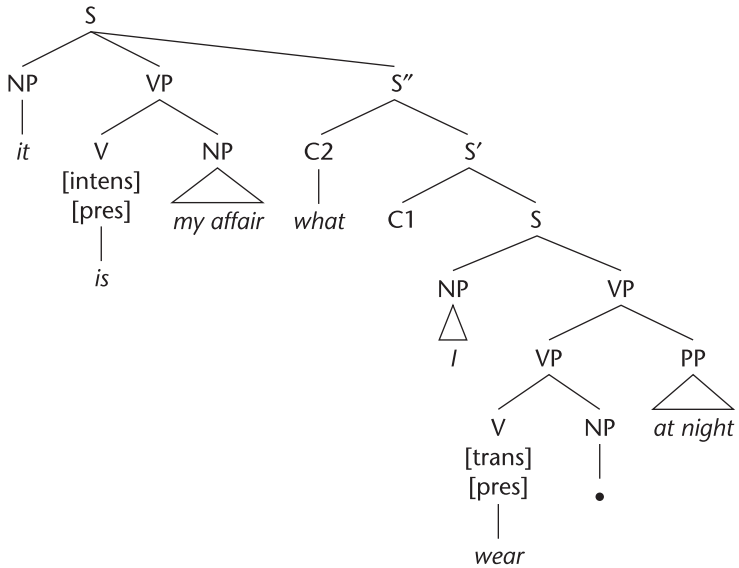 S
NP VP S″
it V NP C2 S′
[intens]
[pres] my affair what C1 S
is
NP VP
I VP PP
V NP at night
[trans]
[pres]
wear